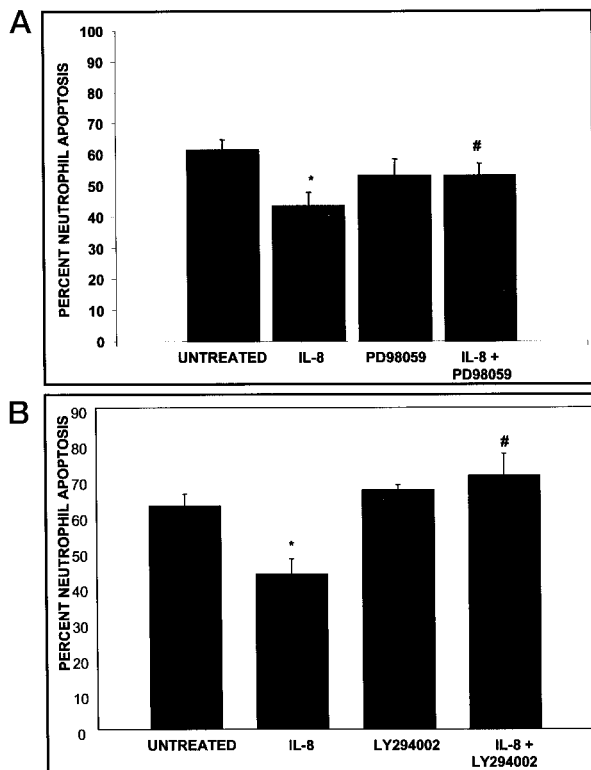 A
PERCENT NEUTROPHIL APOPTOSIS
100
90
80
70
60
50
40
30
20
10
0
*
#
UNTREATED
IL-8
PD98059
IL-8 +
PD98059
B
PERCENT NEUTROPHIL APOPTOSIS
90
80
70
60
50
40
30
20
10
0
*
#
UNTREATED
IL-8
LY294002
IL-8 +
LY294002